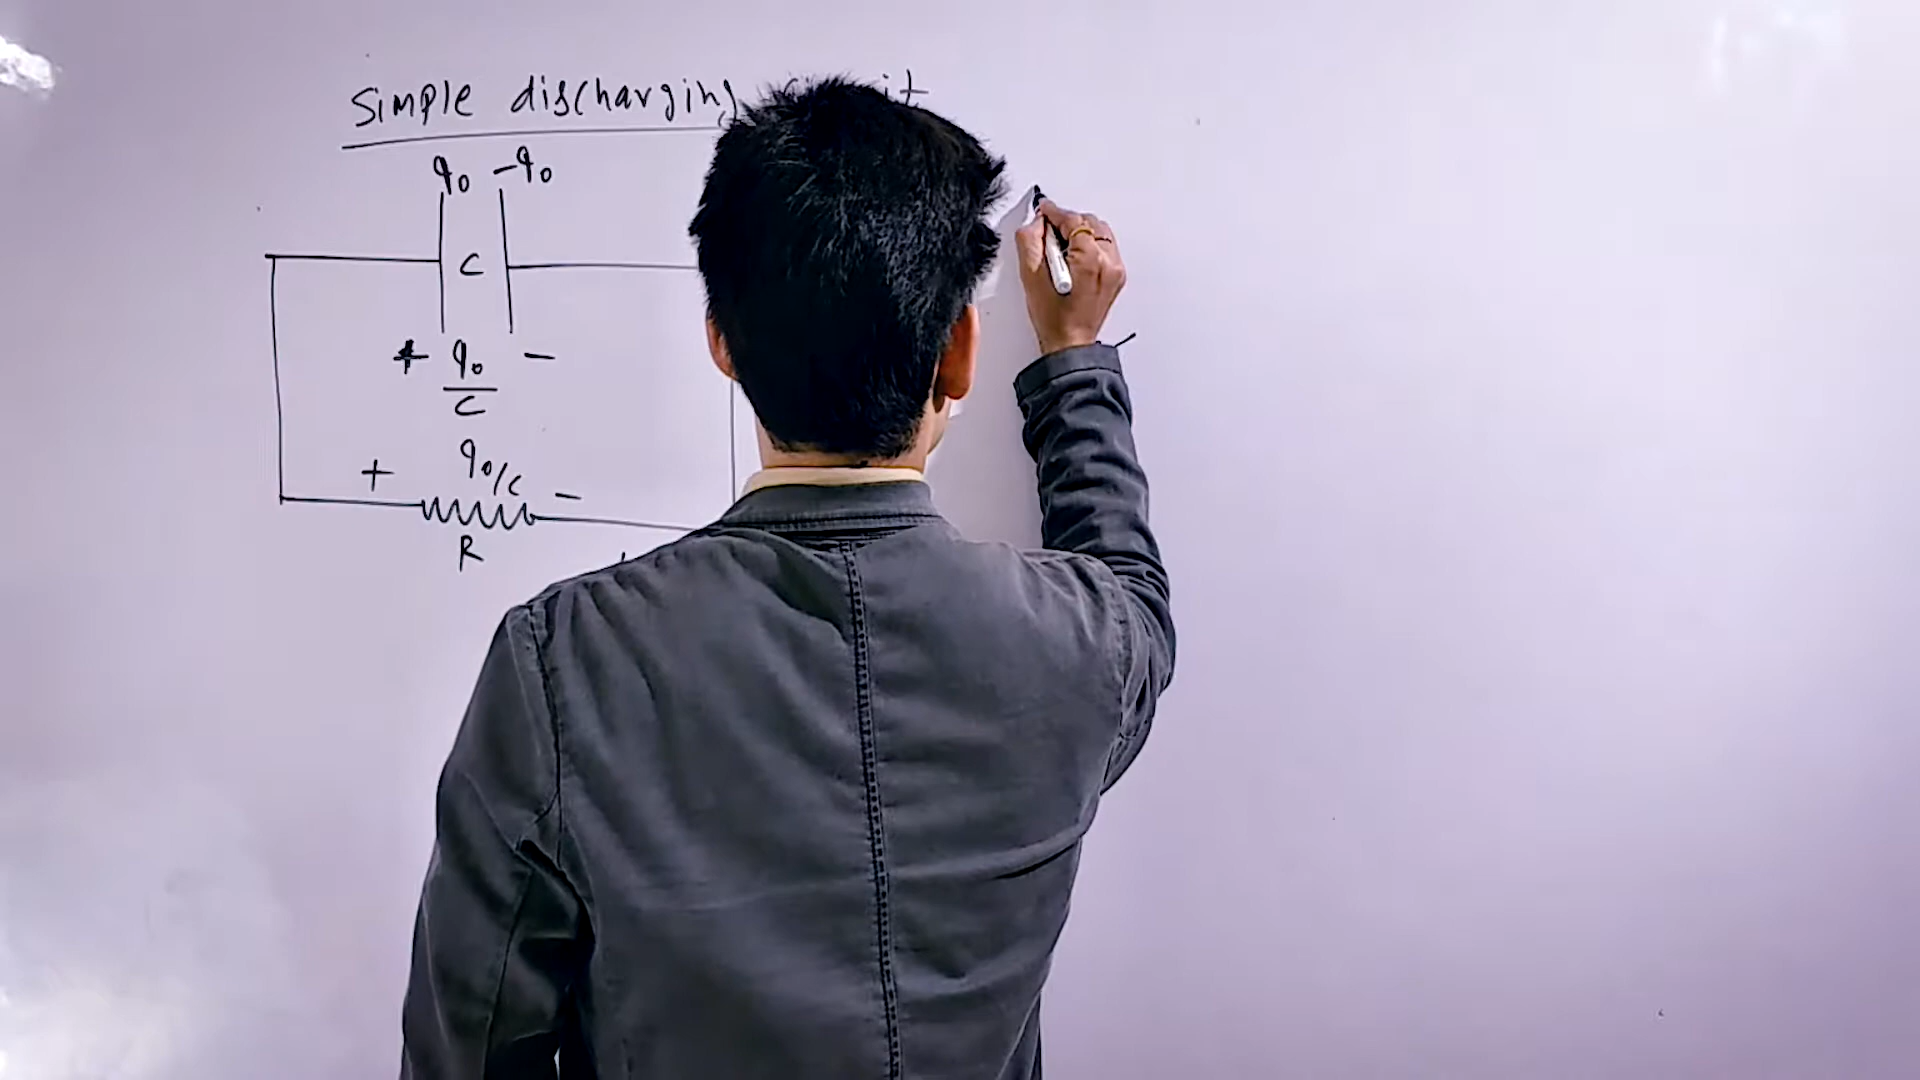 Simple discharging
q₀ -q₀
C
+ q₀/C -
+ q₀/C -
R